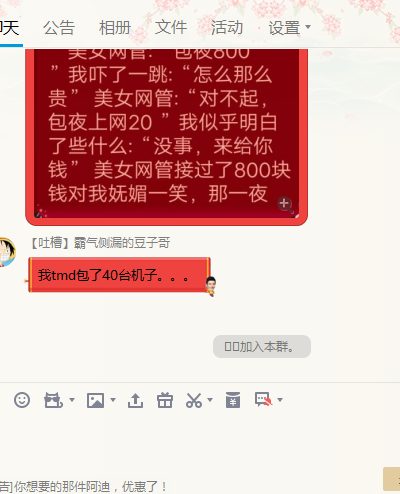 聊天 公告 相册 文件 活动 设置
美女网管:“包夜800
”我吓了一跳:“怎么那么
贵” 美女网管:“对不起,
包夜上网20 ”我似乎明白
了些什么:“没事，来给你
钱” 美女网管接过了800块
钱对我妩媚一笑，那一夜
【吐槽】霸气侧漏的豆子哥
我tmd包了40台机子。。。
加入本群。
告]你想要的那件阿迪，优惠了！